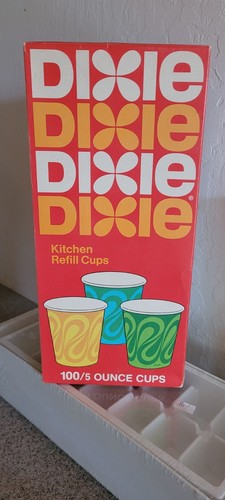 DIXIE
DIXIE
DIXIE
DIXIE®
Kitchen
Refill Cups
100/5 OUNCE CUPS